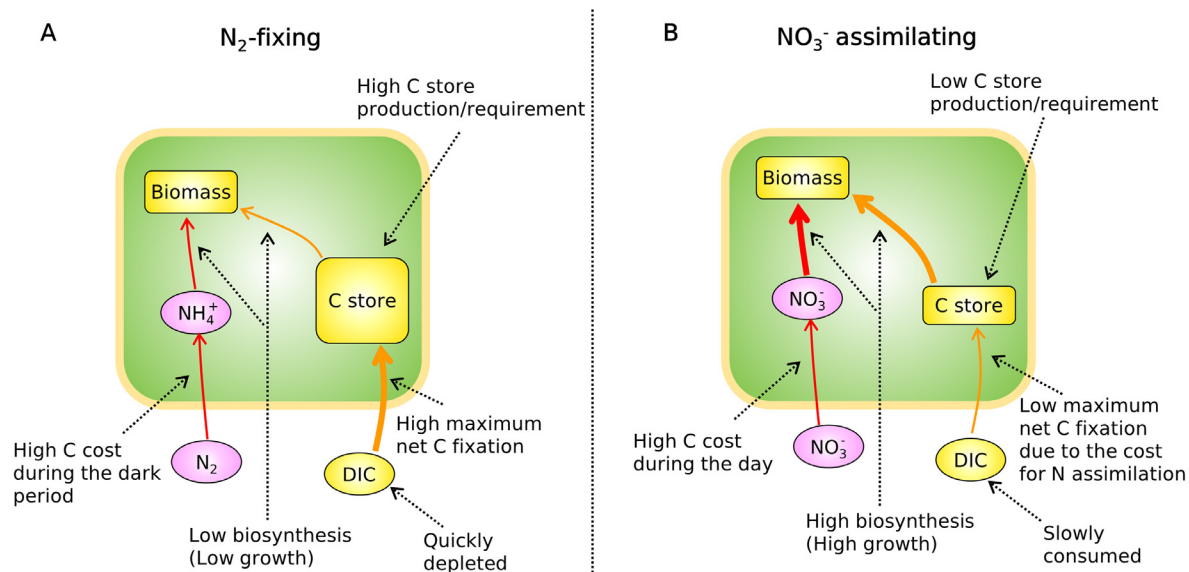 A
N₂-fixing
High C store
production/requirement
Biomass
C store
NH₄⁺
High maximum
net C fixation
High C cost
during the dark
period
N₂
DIC
Low biosynthesis
(Low growth)
Quickly
depleted
B
NO₃⁻ assimilating
Low C store
production/requirement
Biomass
NO₃⁻
C store
Low maximum
net C fixation
due to the cost
for N assimilation
High C cost
during the day
NO₃⁻
DIC
High biosynthesis
(High growth)
Slowly
consumed